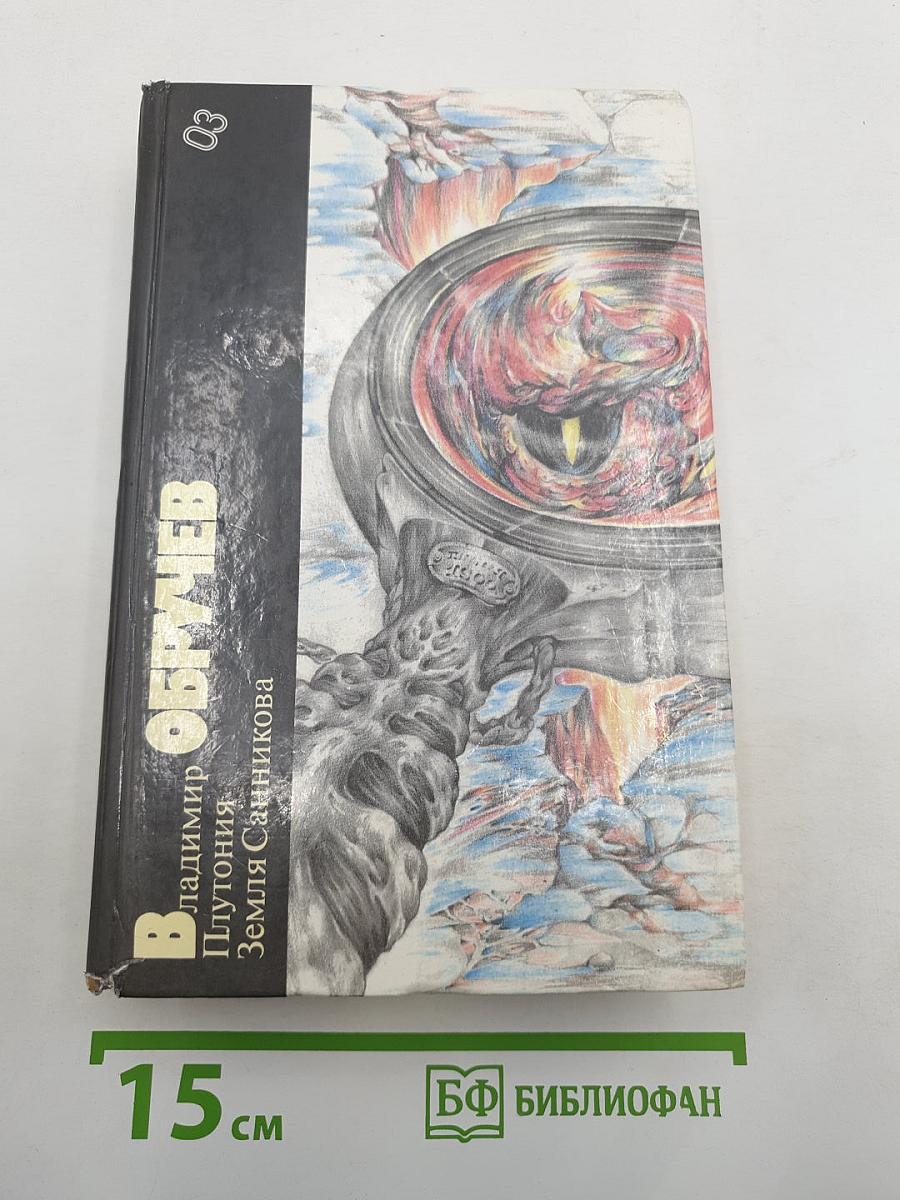 03
Владимир
ОБРУЧЕВ
Плутония
Земля Санникова
15 см
БФ БИБЛИОФАН